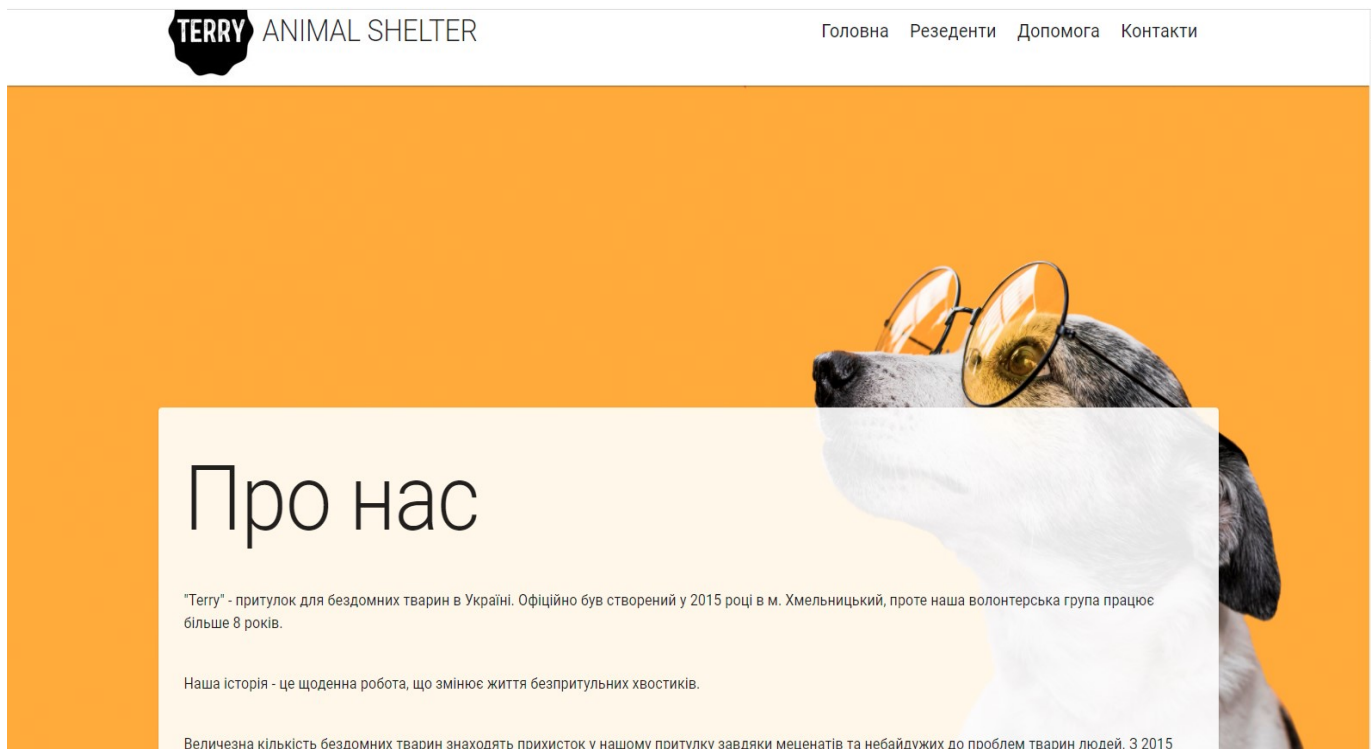 TERRY ANIMAL SHELTER
Головна Резеденти Допомога Контакти
Про нас
"Terry" - притулок для бездомних тварин в Україні. Офіційно був створений у 2015 році в м. Хмельницький, проте наша волонтерська група працює
більше 8 років.
Наша історія - це щоденна робота, що змінює життя безпритульних хвостиків.
Величезна кількість бездомних тварин знаходять прихисток у нашому притулку завдяки меценатів та небайдужих до проблем тварин людей. З 2015